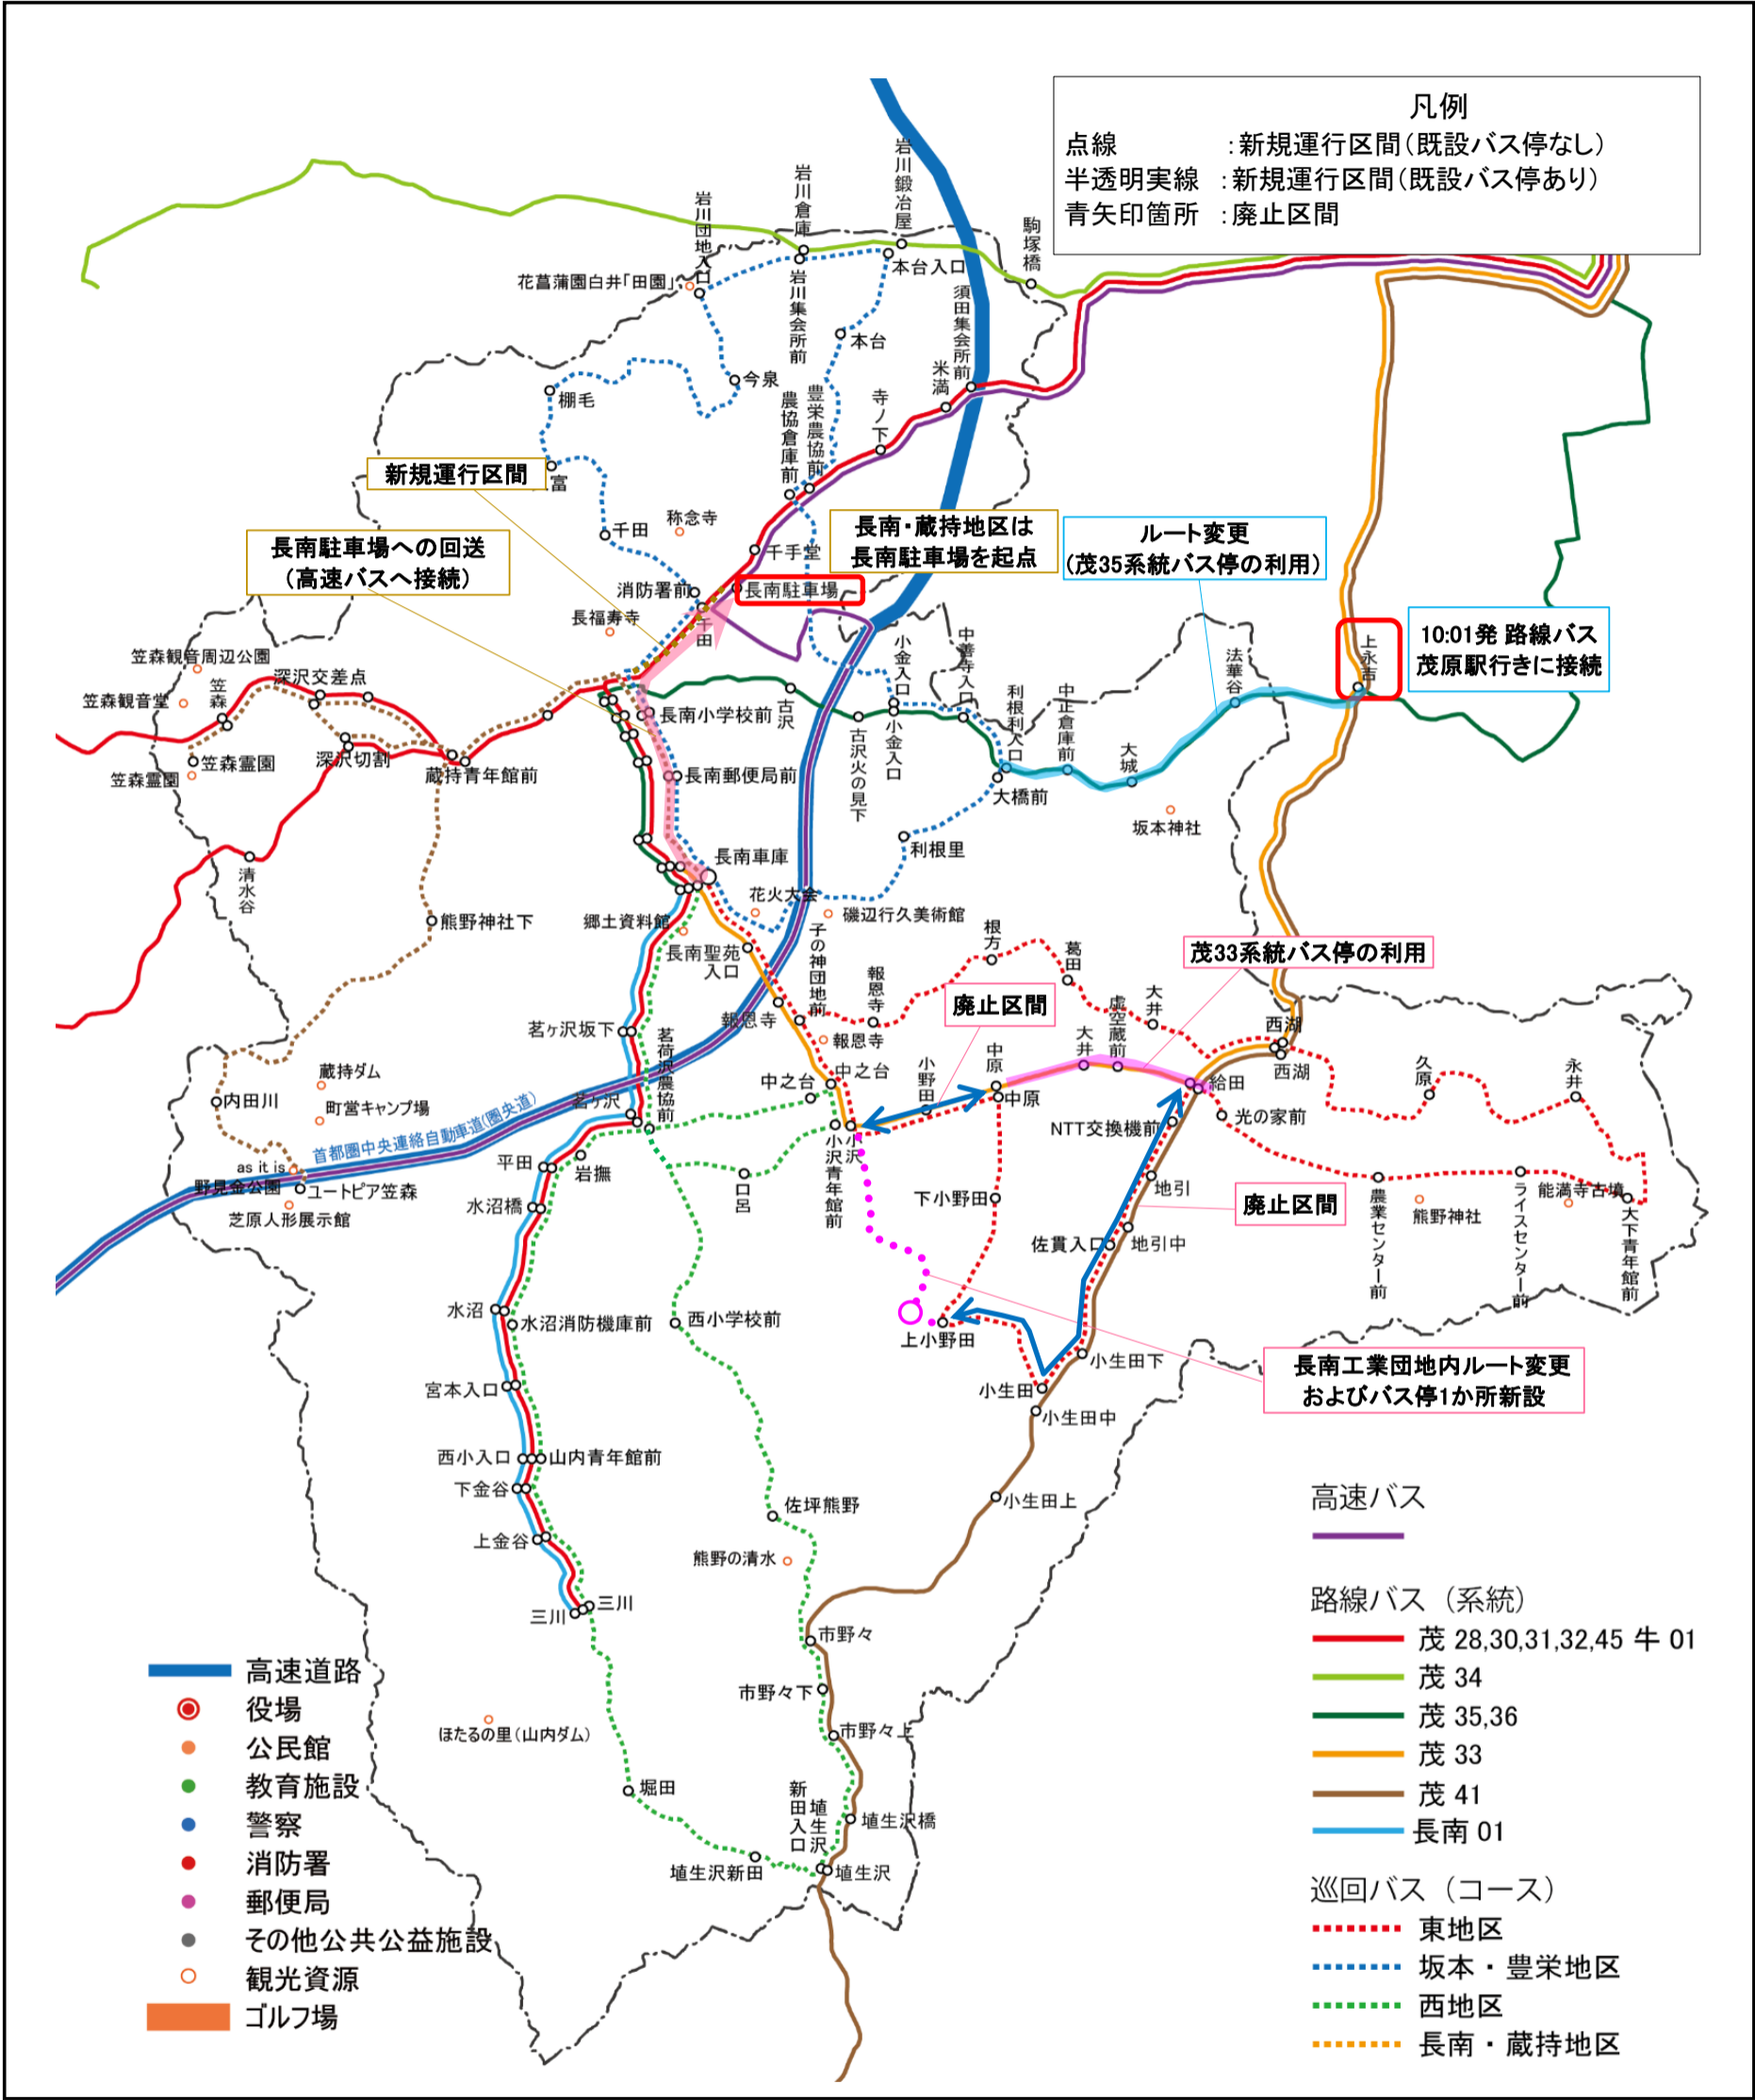 凡例
点線　：新規運行区間（既設バス停なし）
半透明実線　：新規運行区間（既設バス停あり）
青矢印箇所　：廃止区間
岩川鍛冶屋
岩川倉庫
岩川団地入口
駒塚橋
花菖蒲園白井「田園」
岩川集会所前
本台入口
須田集会所前
本台
米満
今泉
棚毛
農協倉庫前
豊栄農協前
寺ノ下
新規運行区間
富
称念寺
千田
長南駐車場への回送
（高速バスへ接続）
長南・蔵持地区は
長南駐車場を起点
ルート変更
（茂35系統バス停の利用）
千手堂
消防署前
長南駐車場
長福寿寺
千田
10:01発 路線バス
茂原駅行きに接続
上永吉
笠森観音周辺公園
深沢交差点
笠森
笠森観音堂
小金入口
中善寺入口
法華谷
長南小学校前
古沢
利根利入口
中正倉庫前
大城
笠森霊園
笠森霊園
深沢切割
蔵持青年館前
長南郵便局前
古沢火の見下
小金入口
大橋前
坂本神社
利根里
長南車庫
清水谷
熊野神社下
花火大会
郷土資料館
磯辺行久美術館
長南聖苑
入口
子の神団地前
報恩寺
根方
葛田
茂33系統バス停の利用
廃止区間
大井
虚空蔵前
大井
西湖
西湖
茗ヶ沢坂下
報恩寺
報恩寺
茗荷沢農協前
中之台
中之台
小野田
中原
中原
給田
久原
永井
蔵持ダム
内田川
町営キャンプ場
茗ヶ沢
NTT交換機前
光の家前
首都圏中央連絡自動車道(圏央道)
as it is
野見金公園
ユートピア笠森
芝原人形展示館
平田
岩撫
水沼橋
口呂
小沢青年館前
小沢
下小野田
地引
佐貫入口
地引中
廃止区間
農業センター前
熊野神社
ライスセンター前
能満寺古墳
大下青年館前
水沼
水沼消防機庫前
西小学校前
上小野田
小生田下
長南工業団地内ルート変更
およびバス停1か所新設
宮本入口
小生田
小生田中
西小入口
山内青年館前
下金谷
小生田上
佐坪熊野
上金谷
熊野の清水
三川
三川
市野々
市野々下
市野々上
ほたるの里（山内ダム）
堀田
新田入口
埴生沢
埴生沢橋
埴生沢新田
埴生沢
高速バス
路線バス（系統）
茂 28,30,31,32,45 牛 01
茂 34
茂 35,36
茂 33
茂 41
長南 01
巡回バス（コース）
東地区
坂本・豊栄地区
西地区
長南・蔵持地区
高速道路
役場
公民館
教育施設
警察
消防署
郵便局
その他公共公益施設
観光資源
ゴルフ場